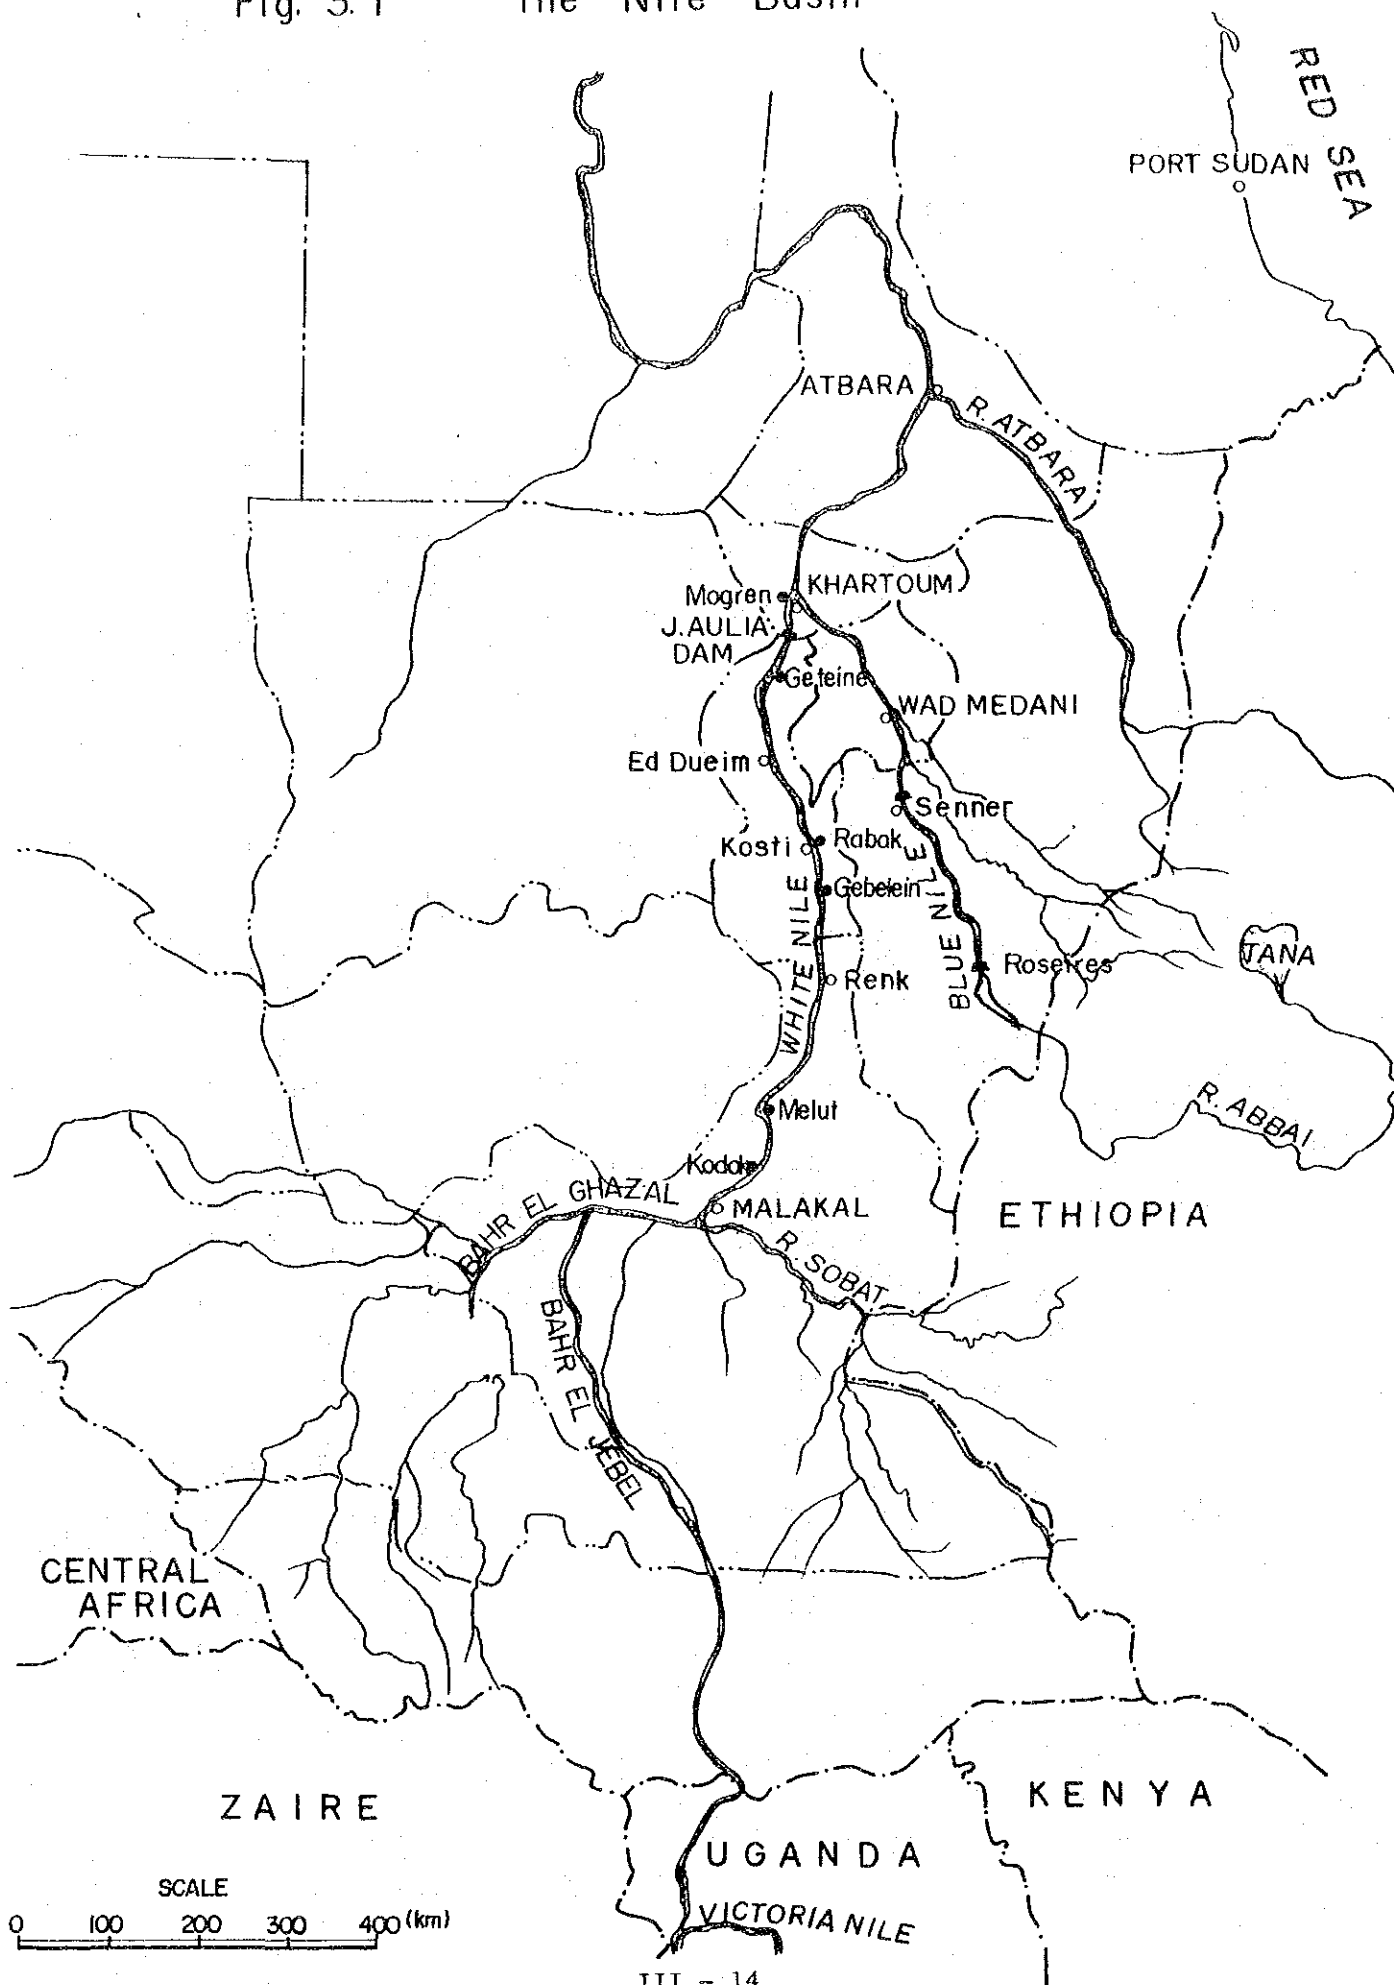 Fig. 3.1 The Nile Basin
RED SEA
PORT SUDAN
ATBARA
R. ATBARA
KHARTOUM
Mogren
J. AULIA
DAM
Geteine
WAD MEDANI
Ed Dueim
Senner
Rabak
Kosti
Gebelein
WHITE NILE
BLUE NILE
Renk
Roseires
TANA
Melut
R. ABBAI
Kodok
BAHR EL GHAZAL
MALAKAL
ETHIOPIA
R. SOBAT
BAHR EL JEBEL
CENTRAL
AFRICA
ZAIRE
KENYA
UGANDA
VICTORIA NILE
SCALE
0 100 200 300 400 (km)
III - 14